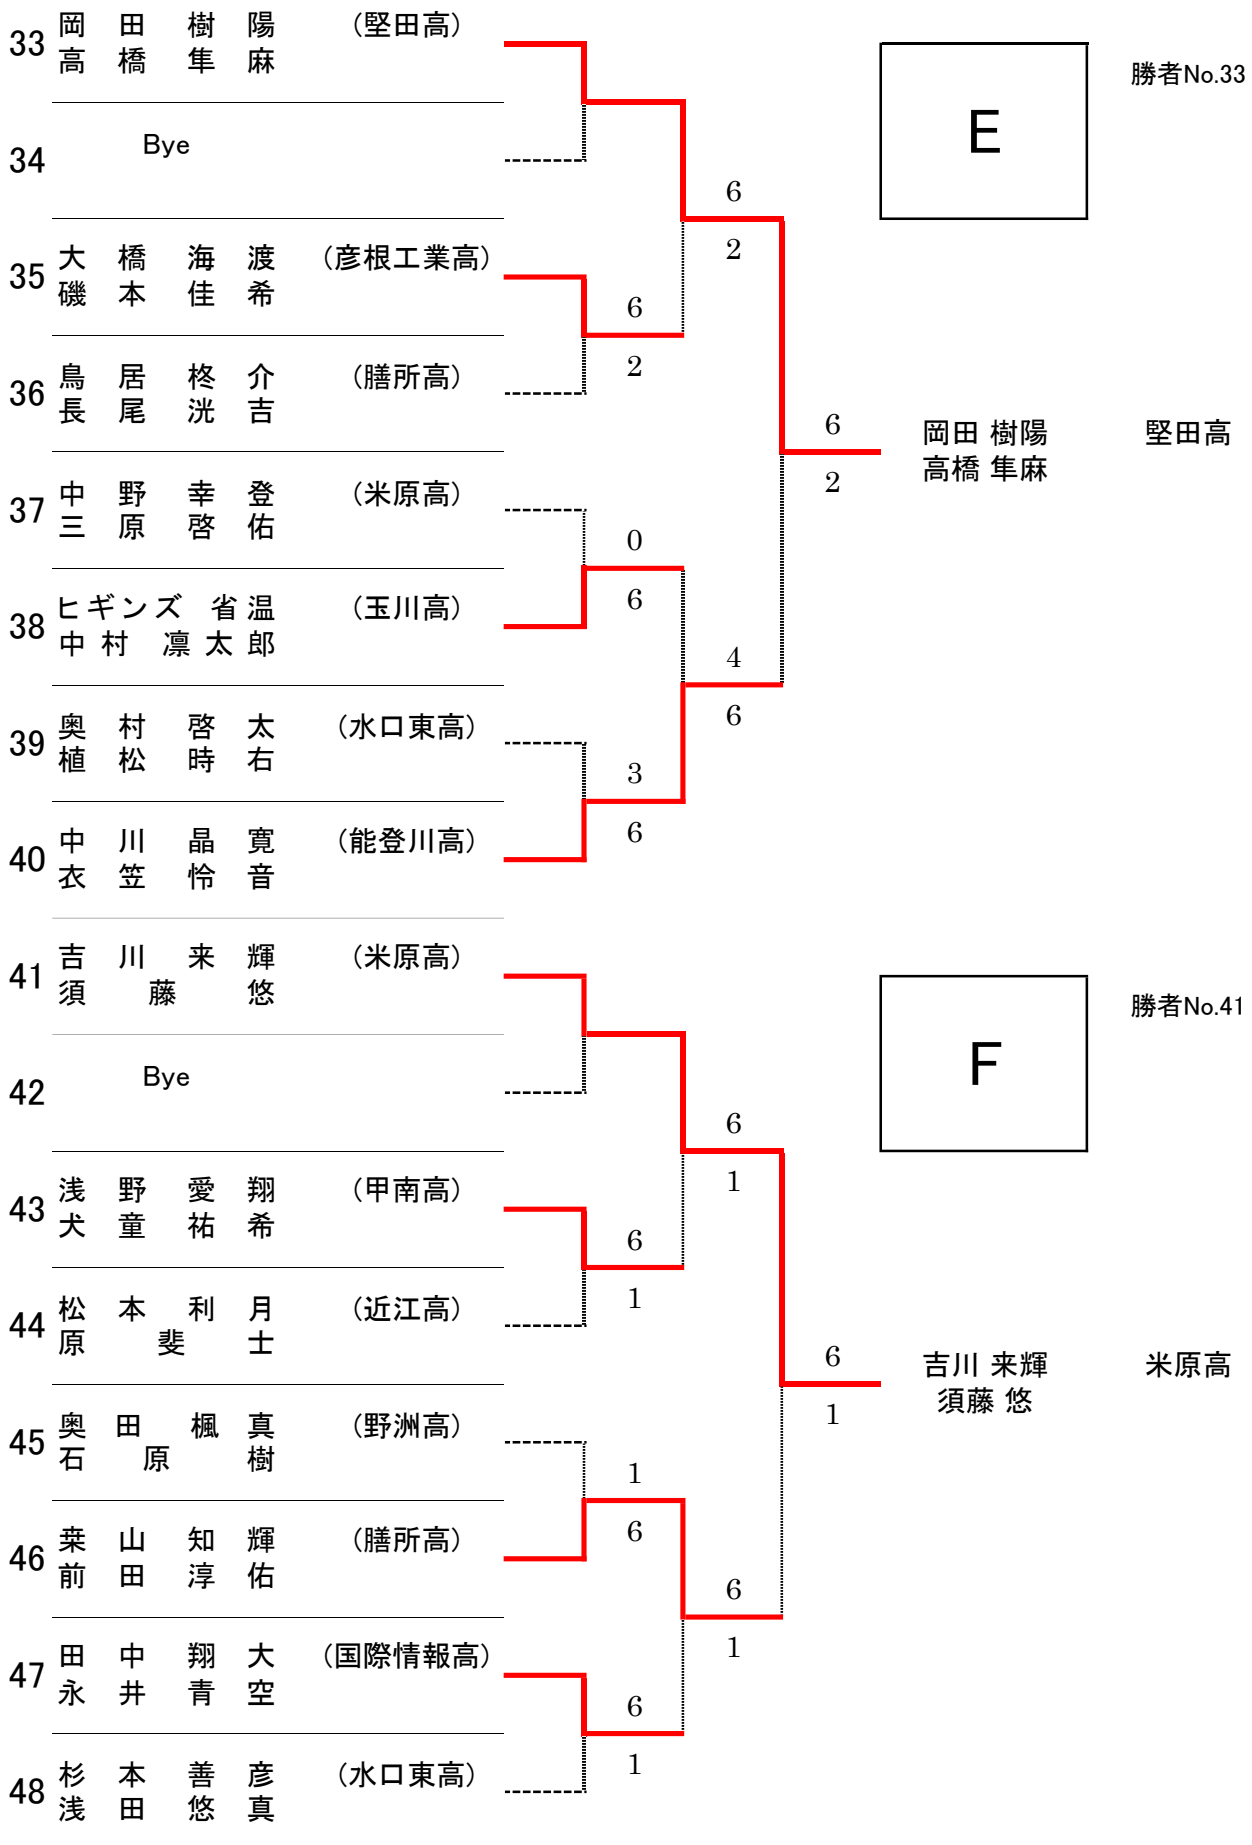 33 岡田樹陽 (堅田高)
高橋隼麻
勝者No.33
E
34 Bye
6
2
35 大橋海渡 (彦根工業高)
磯本佳希
6
2
36 鳥居柊介 (膳所高)
長尾洸吉
6
2
岡田 樹陽 堅田高
高橋 隼麻
37 中野幸登 (米原高)
三原啓佑
0
6
38 ヒギンズ 省温 (玉川高)
中村 凛太郎
4
6
39 奥村啓太 (水口東高)
植松時右
3
6
40 中川晶寛 (能登川高)
衣笠怜音
41 吉川来輝 (米原高)
須藤悠
勝者No.41
F
42 Bye
6
1
43 浅野愛翔 (甲南高)
犬童祐希
6
1
44 松本利月 (近江高)
原斐士
6
1
吉川 来輝 米原高
須藤 悠
45 奥田楓真 (野洲高)
石原樹
1
6
46 桒山知輝 (膳所高)
前田淳佑
6
1
47 田中翔大 (国際情報高)
永井青空
6
1
48 杉本善彦 (水口東高)
浅田悠真